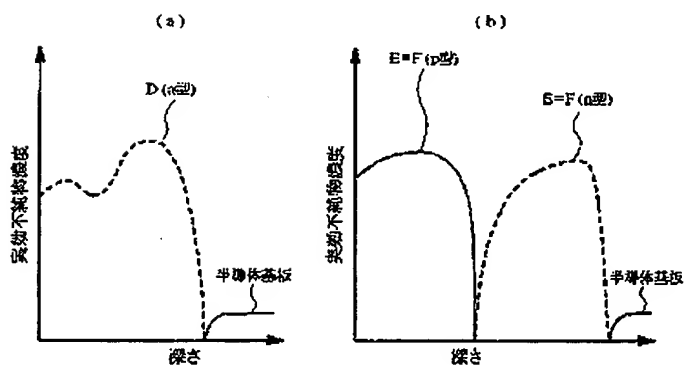 (a)
(b)
D(n型)
E=F(p型)
E=F(n型)
実効不純物濃度
実効不純物濃度
半導体基板
半導体基板
深さ
深さ